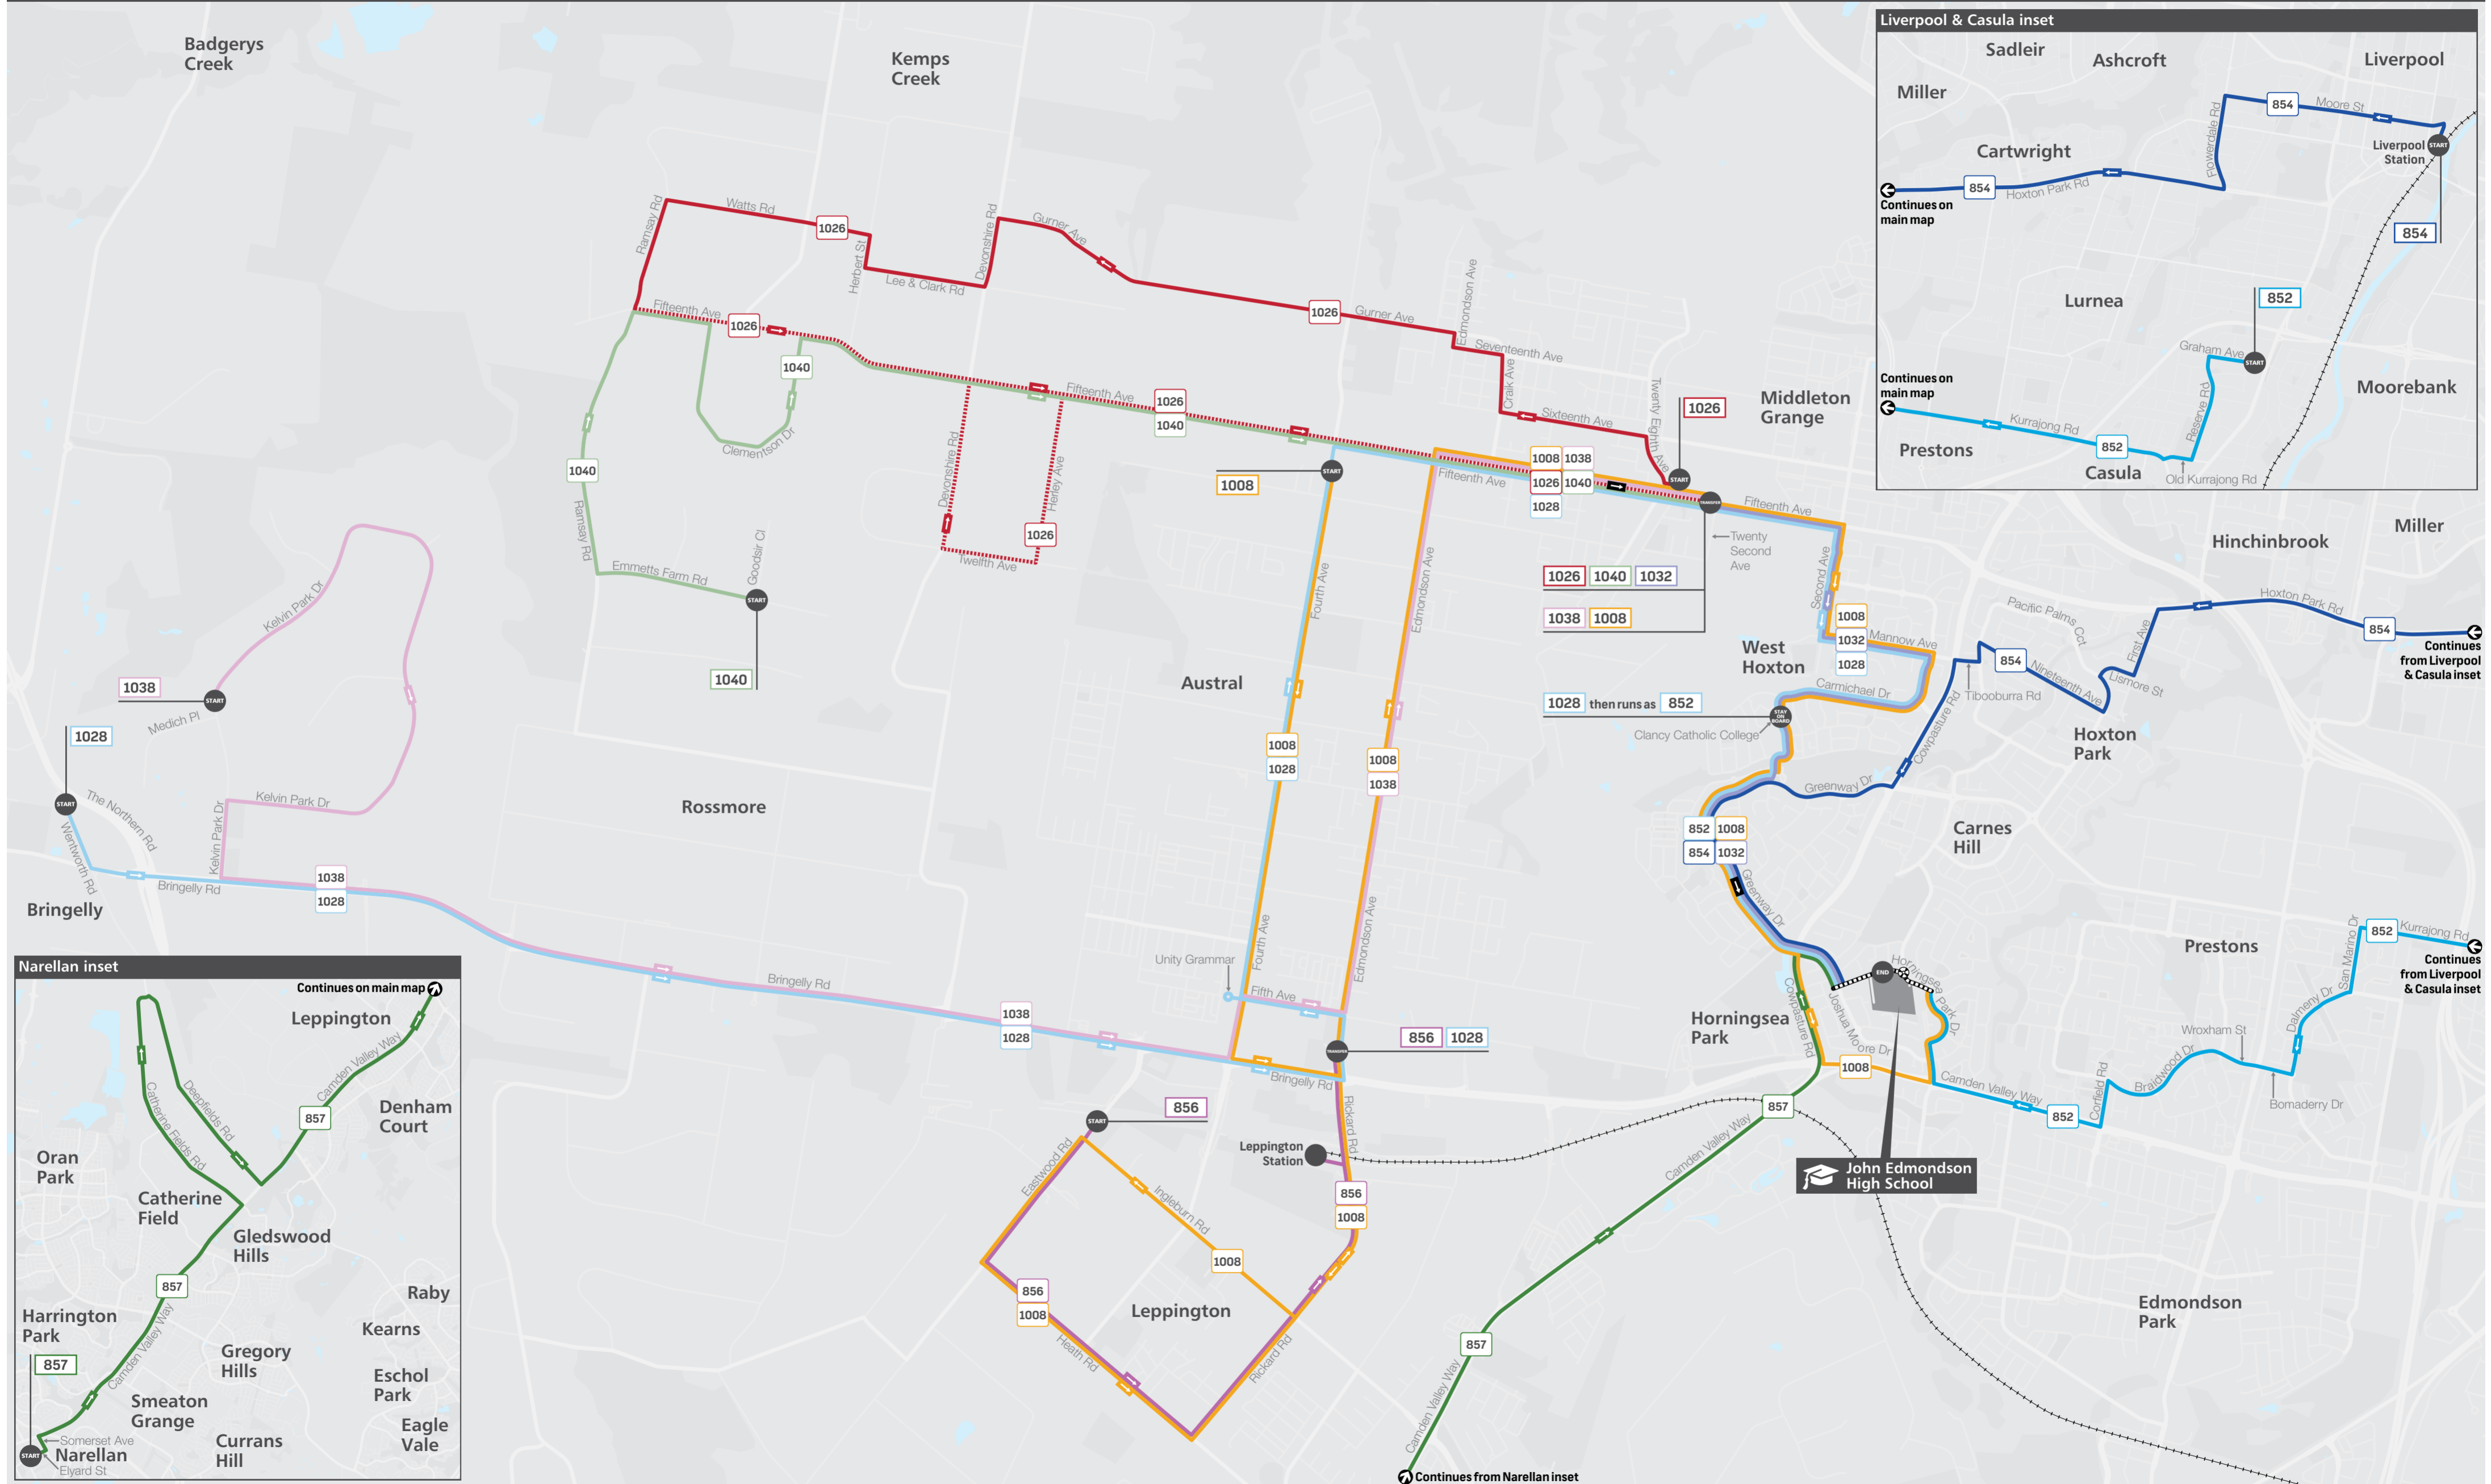 Badgerys
Creek
Kemps
Creek
Liverpool & Casula inset
Sadleir
Ashcroft
Liverpool
Miller
Flowerdale Rd
854
Moore St
Cartwright
Liverpool
Station
START
854
Hoxton Park Rd
Continues on
main map
854
Lurnea
852
Graham Ave
START
Continues on
main map
Moorebank
Reserve Rd
Kurrajong Rd
852
Prestons
Casula
Old Kurrajong Rd
Ramsay Rd
Watts Rd
1026
Herbert St
Lee & Clark Rd
Devonshire Rd
Gurner Ave
1026
Gurner Ave
Edmondson Ave
Seventeenth Ave
Craik Ave
Sixteenth Ave
Twenty Eighth Ave
1026
START
Middleton
Grange
Fifteenth Ave
1026
1040
Clementson Dr
Fifteenth Ave
1026
1040
1040
Ramsay Rd
Emmetts Farm Rd
Goodsir Cl
START
1040
Devonshire Rd
Herley Ave
1026
Twelfth Ave
1008
START
Fifteenth Ave
1008 1038
1026 1040
1028
TRANSFER
Fifteenth Ave
Twenty
Second
Ave
1026 1040 1032
1038 1008
Second Ave
1008
1032
1028
Mannow Ave
West
Hoxton
Carmichael Dr
1028 then runs as 852
STAY
ON
BOARD
Clancy Catholic College
Hinchinbrook
Miller
Pacific Palms Cct
Hoxton Park Rd
854
Continues
from Liverpool
& Casula inset
First Ave
Lismore St
854
Nineteenth Ave
Tibooburra Rd
Cowpasture Rd
Hoxton
Park
Greenway Dr
Carnes
Hill
852 1008
854 1032
Greenway Dr
Kelvin Park Dr
1038
START
Medich Pl
1028
START
The Northern Rd
Wentworth Rd
Kelvin Park Dr
Kelvin Park Dr
1038
1028
Bringelly Rd
Bringelly
Rossmore
Austral
Fourth Ave
Edmondson Ave
1008
1028
1008
1038
Fourth Ave
Edmondson Ave
Unity Grammar
Fifth Ave
Bringelly Rd
1038
1028
856 1028
TRANSFER
Bringelly Rd
Rickard Rd
Leppington
Station
856
START
Eastwood Rd
Ingleburn Rd
1008
856
1008
856
1008
Heath Rd
Leppington
Rickard Rd
END
Horningsea Park Dr
Joshua Moore Dr
Cowpasture Rd
Horningsea
Park
1008
857
Camden Valley Way
John Edmondson
High School
Camden Valley Way
852
Corfield Rd
Braidwood Dr
Wroxham St
Bomaderry Dr
Dalmeny Dr
San Marino Dr
852
Kurrajong Rd
Continues
from Liverpool
& Casula inset
Prestons
Edmondson
Park
857
Camden Valley Way
Continues from Narellan inset
Narellan inset
Continues on main map
Leppington
Camden Valley Way
Deepfields Rd
Catherine Fields Rd
857
Denham
Court
Oran
Park
Catherine
Field
Gledswood
Hills
857
Raby
Harrington
Park
Kearns
Camden Valley Way
Gregory
Hills
857
Eschol
Park
Smeaton
Grange
Eagle
Vale
Currans
Hill
Somerset Ave
START
Narellan
Elyard St